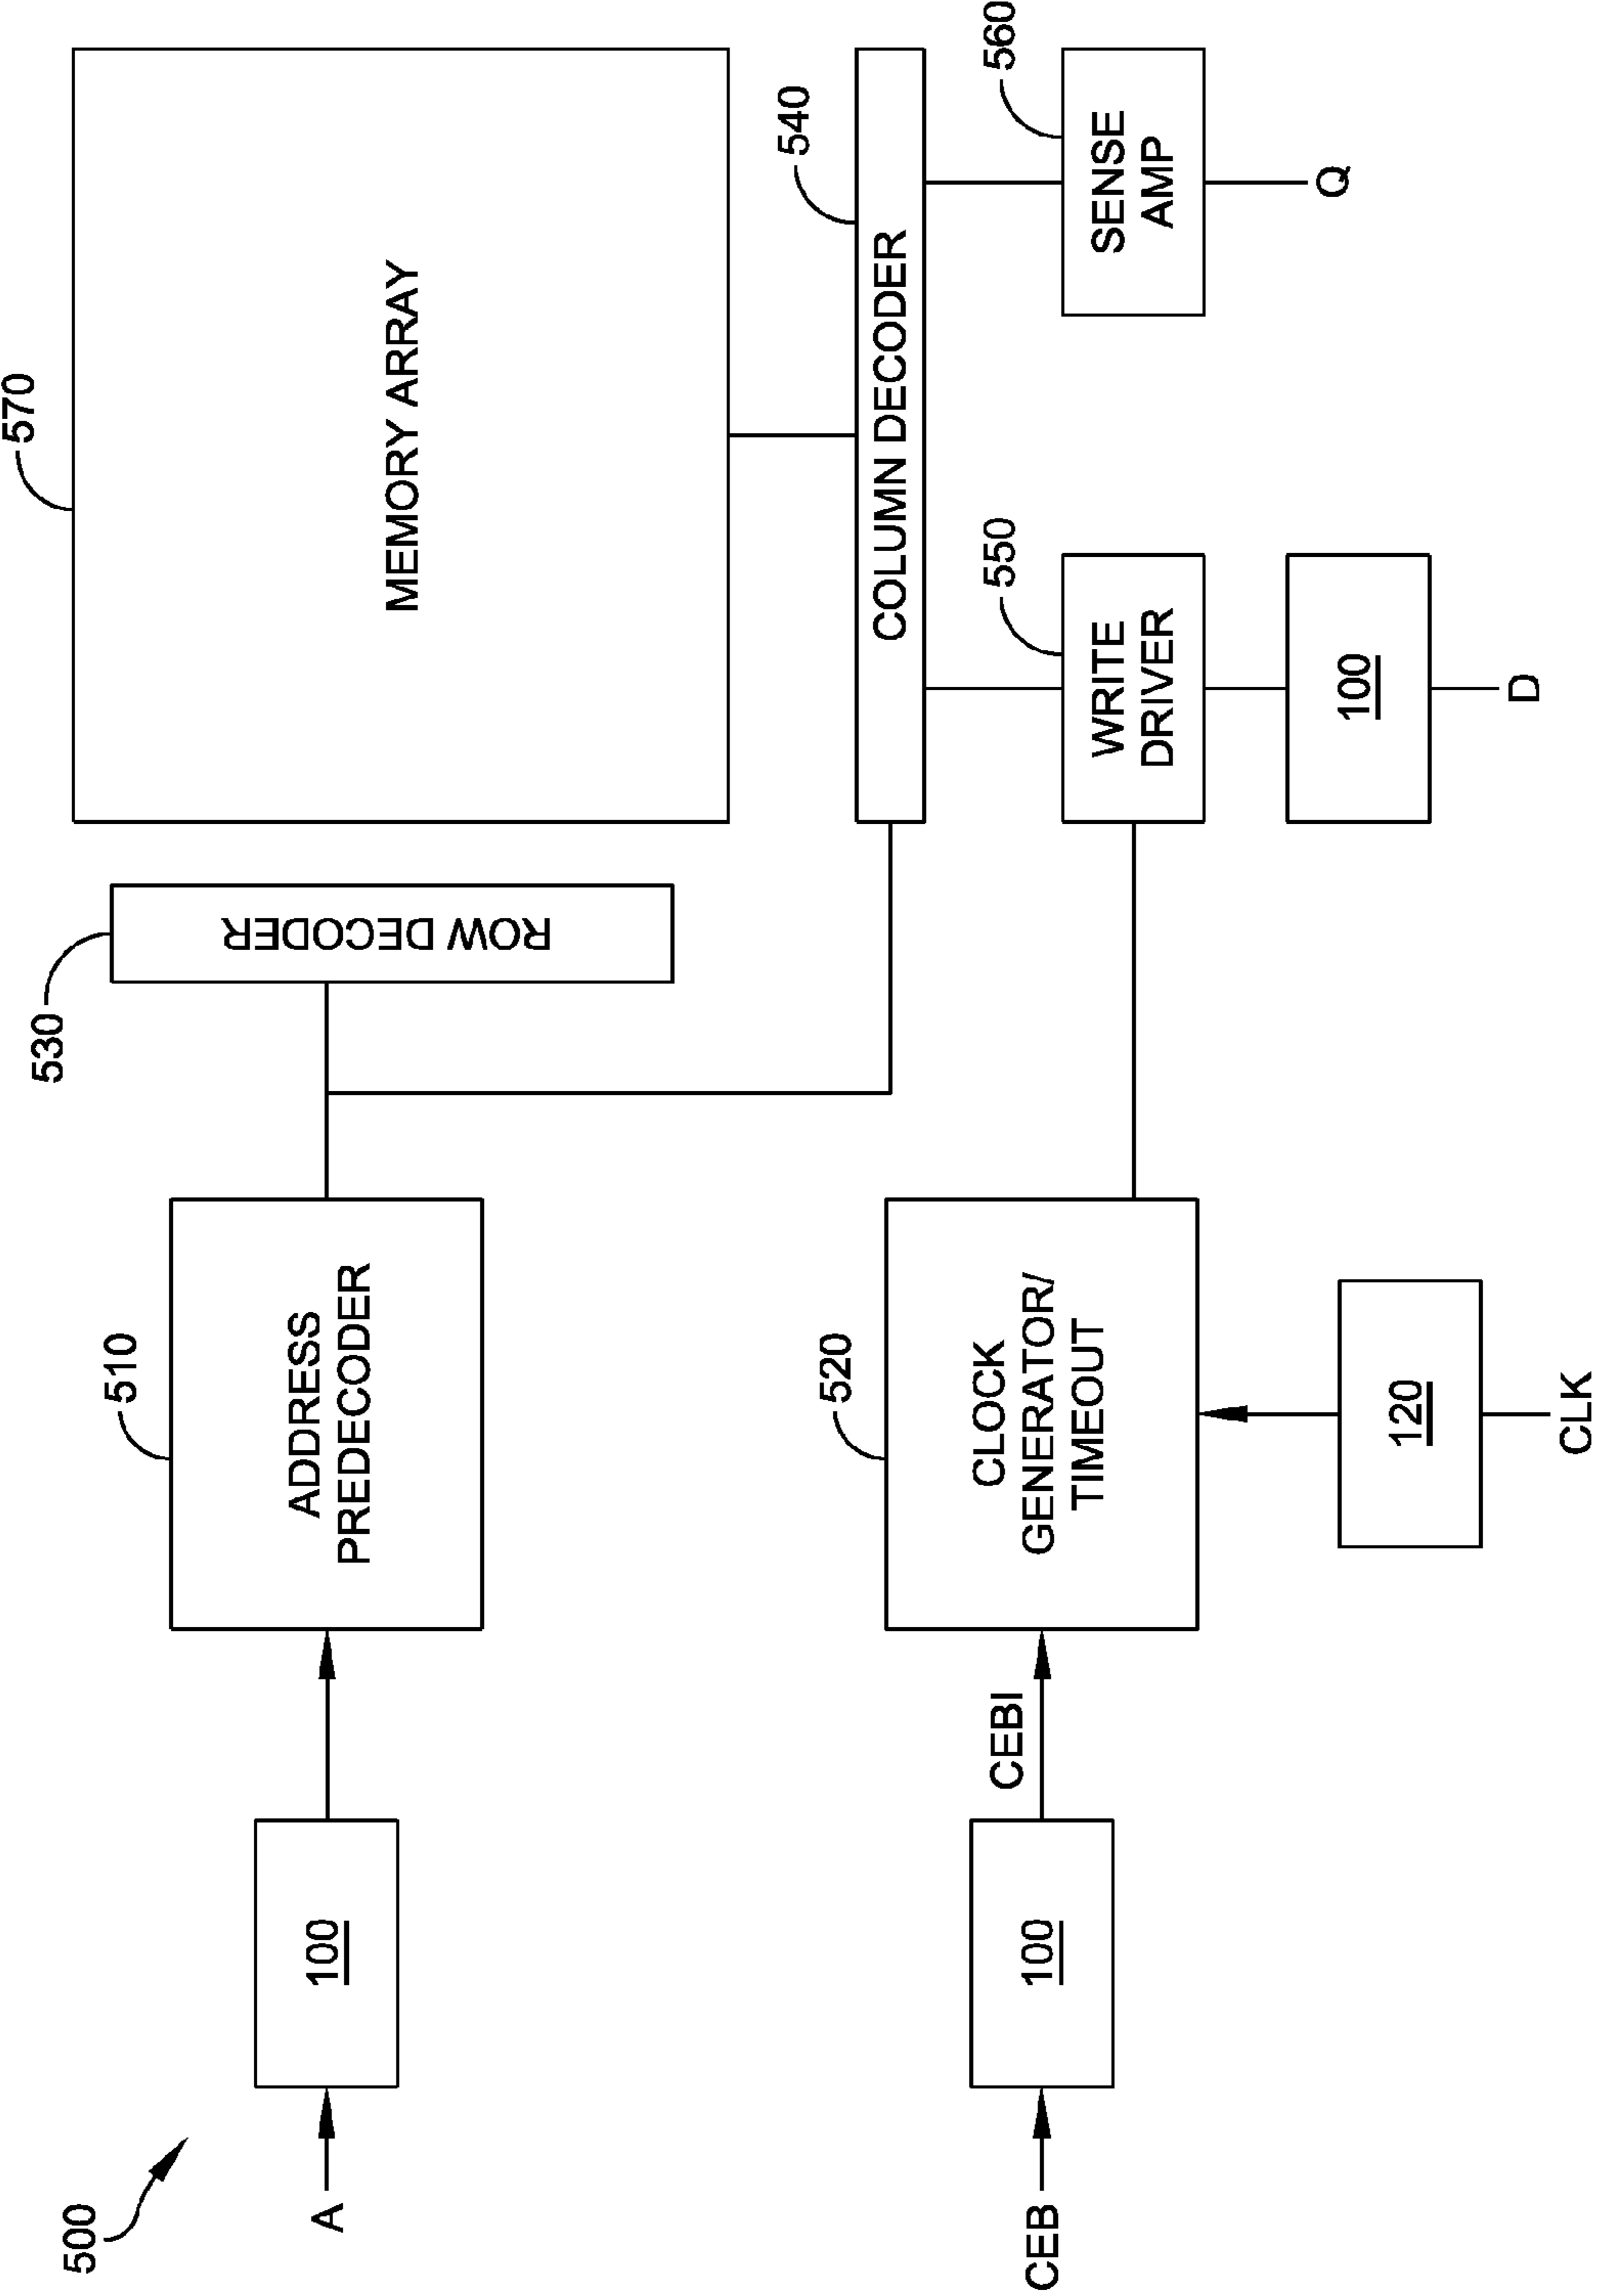 500
A
100
510
ADDRESS
PREDECODER
530
ROW DECODER
570
MEMORY ARRAY
CEB
100
CEBI
520
CLOCK
GENERATOR/
TIMEOUT
120
CLK
540
COLUMN DECODER
550
WRITE
DRIVER
100
D
560
SENSE
AMP
Q